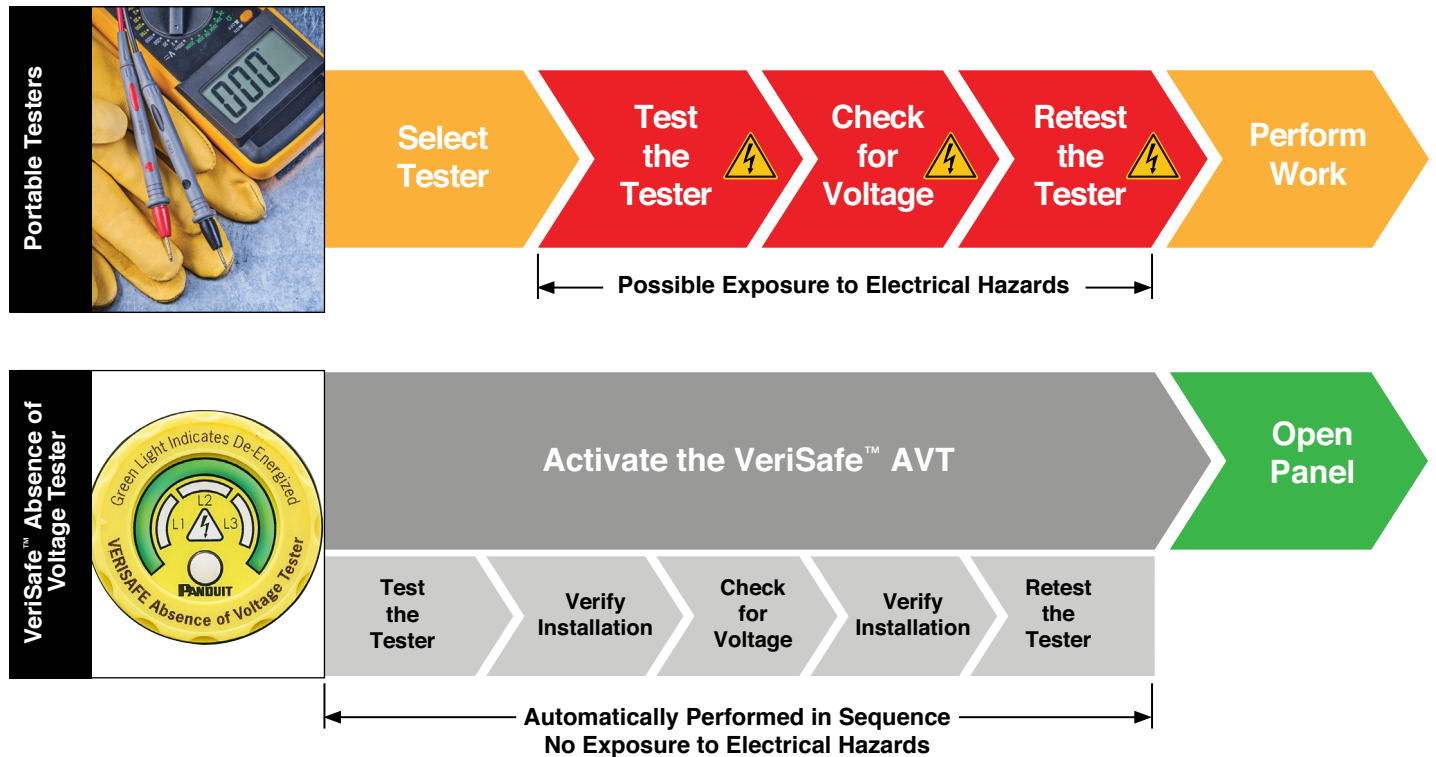 Portable Testers
000
Select
Tester
Test
the
Tester
Check
for
Voltage
Retest
the
Tester
Perform
Work
Possible Exposure to Electrical Hazards
VeriSafe™ Absence of
Voltage Tester
Green Light Indicates De-Energized
L1
L2
L3
PANDUIT
VERISAFE Absence of Voltage Tester
Activate the VeriSafe™ AVT
Open
Panel
Test
the
Tester
Verify
Installation
Check
for
Voltage
Verify
Installation
Retest
the
Tester
Automatically Performed in Sequence
No Exposure to Electrical Hazards